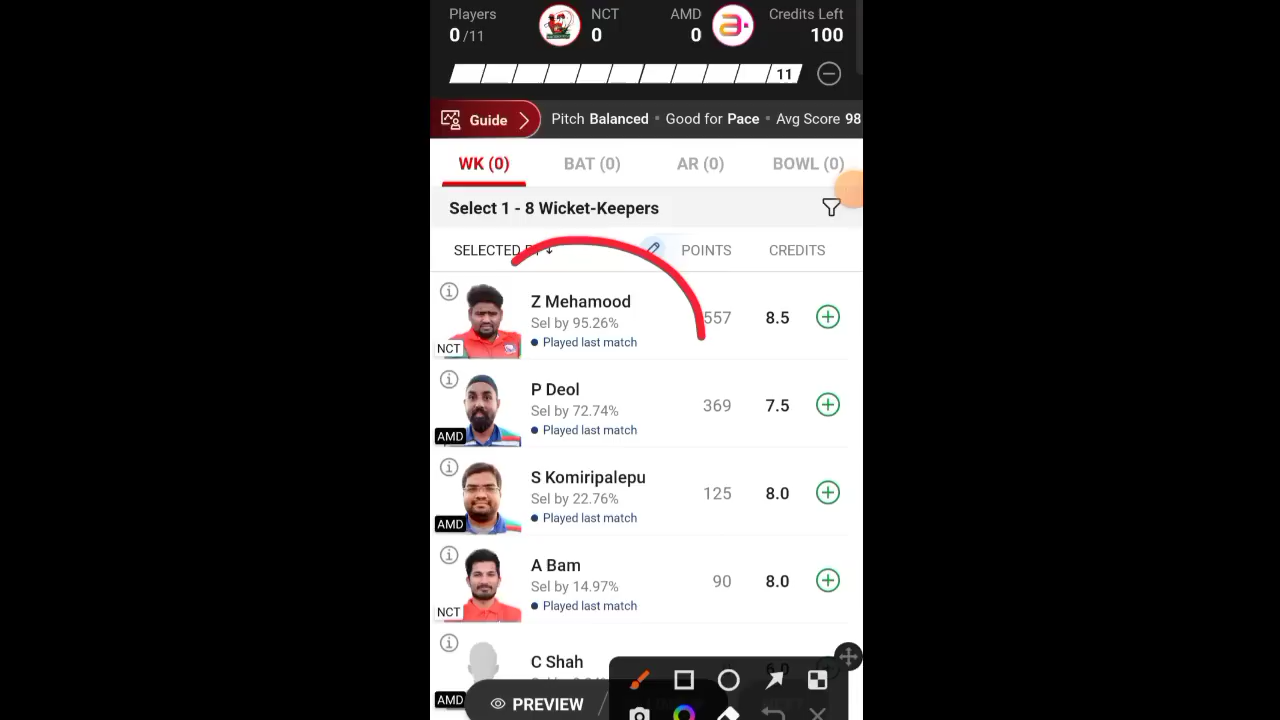 Players NCT AMD Credits Left
0 /11 0 0 100
11
Guide Pitch Balanced • Good for Pace • Avg Score 98
WK (0) BAT (0) AR (0) BOWL (0)
Select 1 - 8 Wicket-Keepers
SELECTED POINTS CREDITS
Z Mehamood
Sel by 95.26% 557 8.5
Played last match
NCT
P Deol
Sel by 72.74% 369 7.5
Played last match
AMD
S Komiripalepu
Sel by 22.76% 125 8.0
Played last match
AMD
A Bam
Sel by 14.97% 90 8.0
Played last match
NCT
C Shah 6.0
AMD
PREVIEW